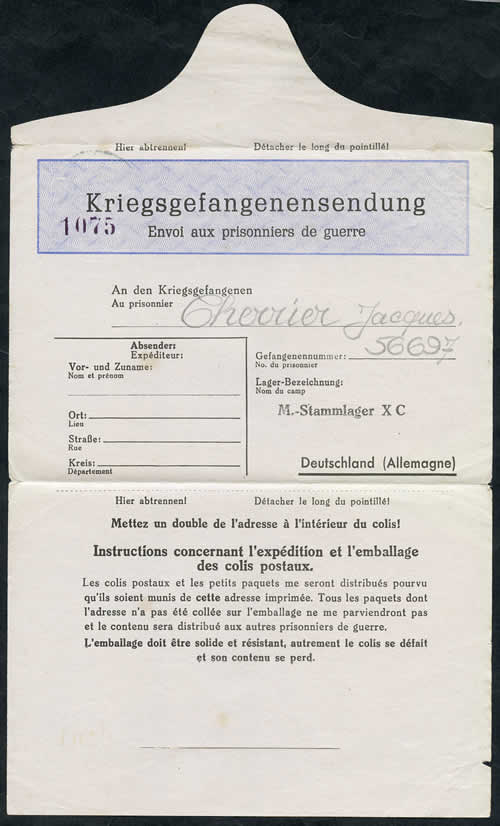 Hier abtrennen! Détacher le long du pointillé!
Kriegsgefangenensendung
1075 Envoi aux prisonniers de guerre
An den Kriegsgefangenen
Au prisonnier Cherrier Jacques.
Absender:
Expéditeur:
Vor- und Zuname:
Nom et prénom
Ort:
Lieu
Straße:
Rue
Kreis:
Département
Gefangenennummer: 56697
No. du prisonnier
Lager-Bezeichnung:
Nom du camp
M.-Stammlager X C
Deutschland (Allemagne)
Hier abtrennen! Détacher le long du pointillé!
Mettez un double de l'adresse à l'intérieur du colis!
Instructions concernant l'expédition et l'emballage
des colis postaux.
Les colis postaux et les petits paquets me seront distribués pourvu
qu'ils soient munis de cette adresse imprimée. Tous les paquets dont
l'adresse n'a pas été collée sur l'emballage ne me parviendront pas
et le contenu sera distribué aux autres prisonniers de guerre.
L'emballage doit être solide et résistant, autrement le colis se défait
et son contenu se perd.